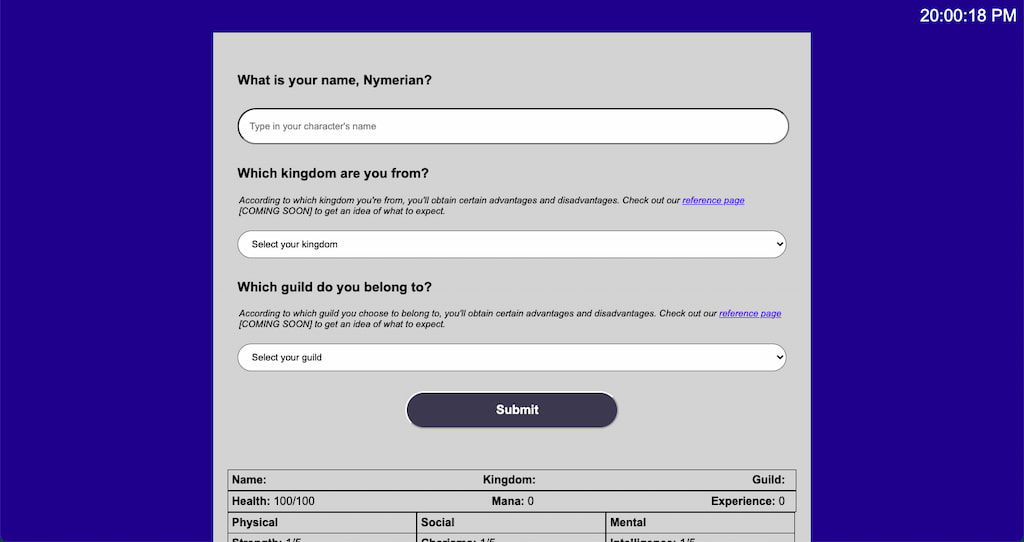 20:00:18 PM
What is your name, Nymerian?
Type in your character's name
Which kingdom are you from?
According to which kingdom you're from, you'll obtain certain advantages and disadvantages. Check out our reference page
[COMING SOON] to get an idea of what to expect.
Select your kingdom
Which guild do you belong to?
According to which guild you choose to belong to, you'll obtain certain advantages and disadvantages. Check out our reference page
[COMING SOON] to get an idea of what to expect.
Select your guild
Submit
Name: Kingdom: Guild:
Health: 100/100 Mana: 0 Experience: 0
Physical Social Mental
Strength: 1/5 Charisma: 1/5 Intelligence: 1/5